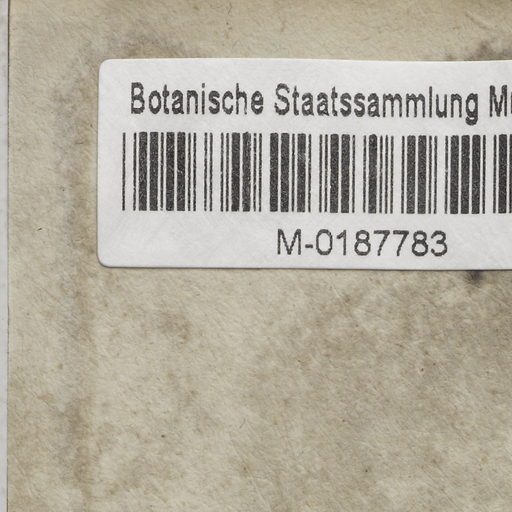 Botanische Staatssammlung M
M-0187783